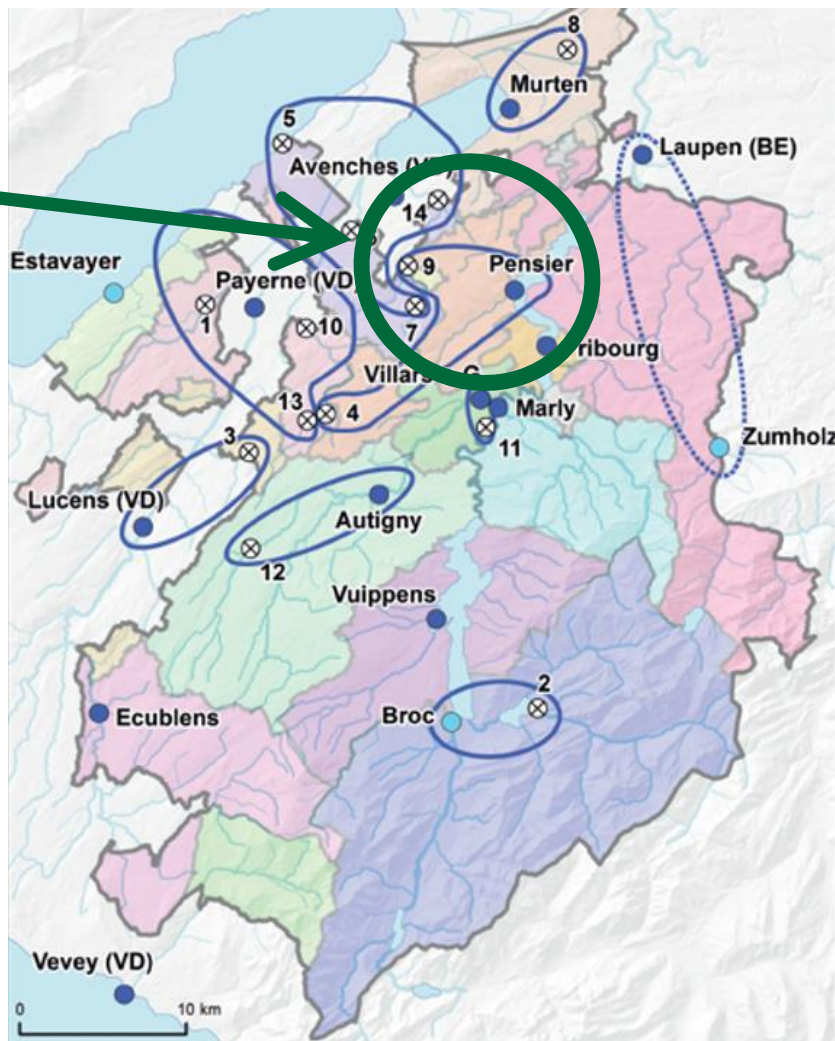 8
Murten
5
Laupen (BE)
Avenches
14
Estavayer
9
Pensier
Payerne (VD)
1
7
10
Villars
13
4
Marly
3
11
Zumholz
Lucens (VD)
Autigny
12
Vuippens
2
Ecublens
Broc
Vevey (VD)
0
10 km